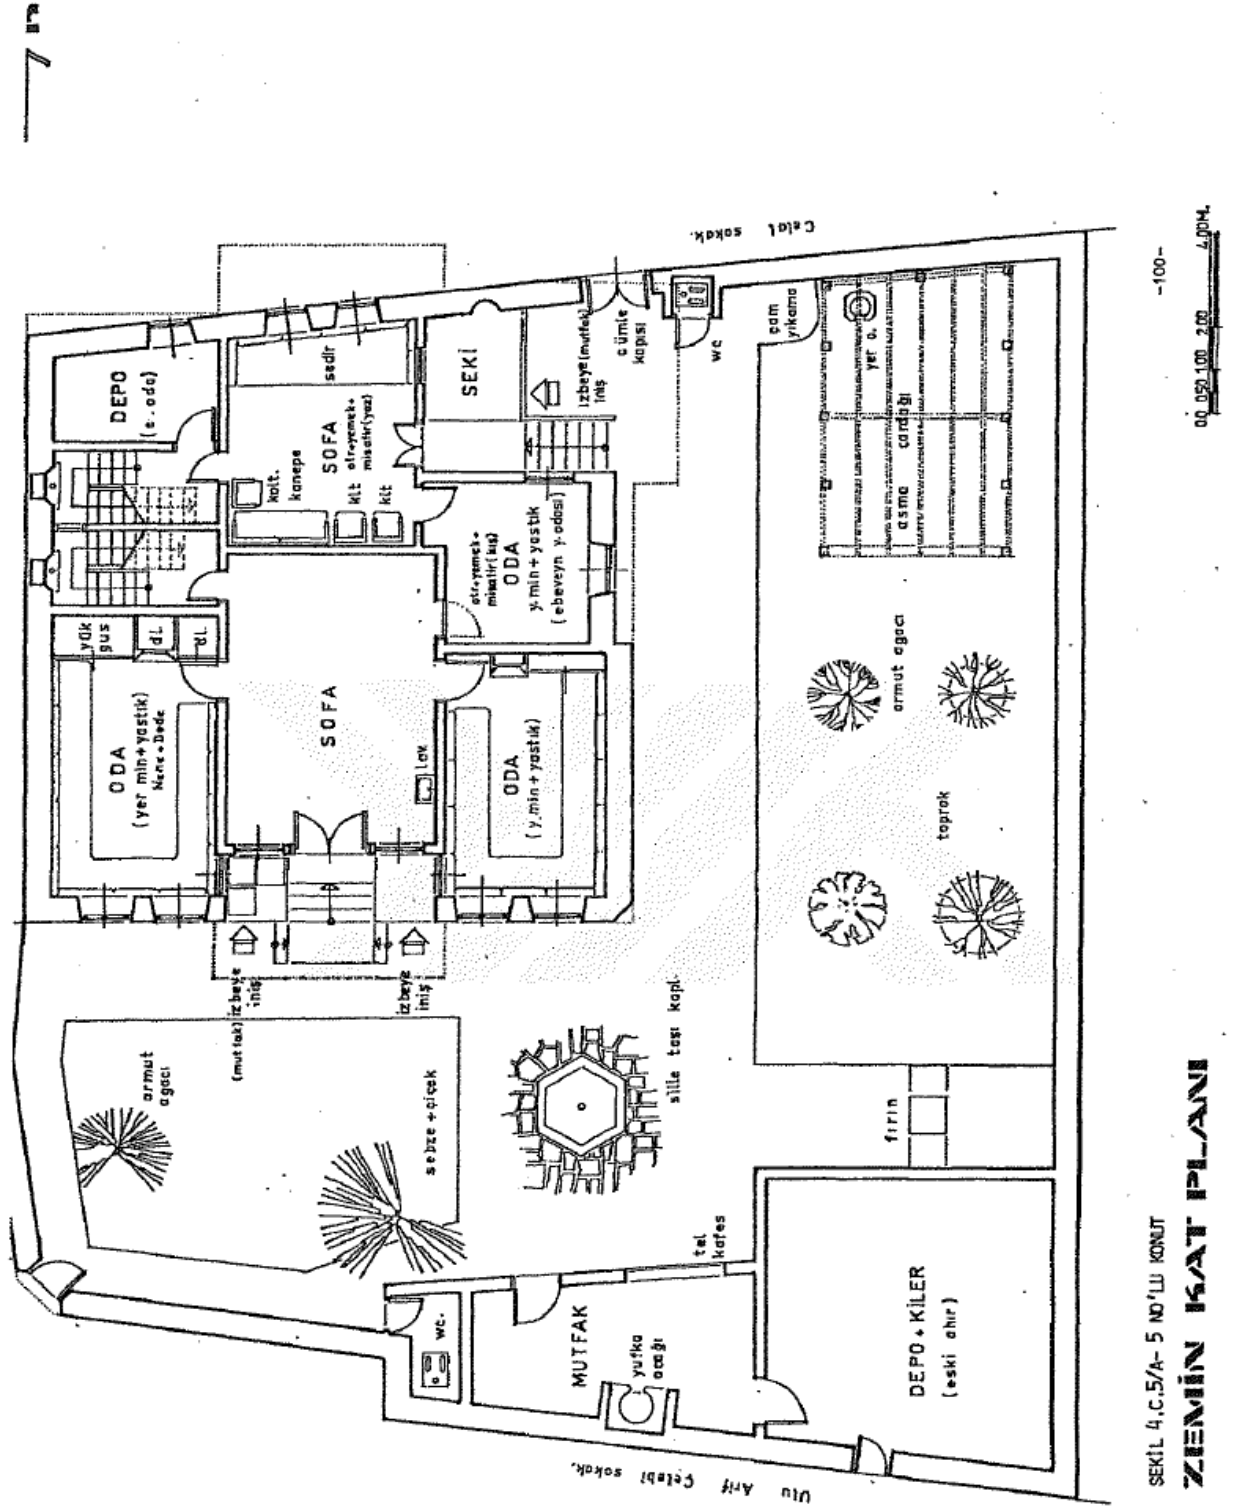 DEPO
(e. oda)
SOFA
otr+yemek+
misafir(yaz)
sedir
kolt.
kanepe
klt
klt
SEKİ
izbeye(mutfak)
iniş
cümle
kapısı
wc
Celal sokak.
çam
yıkama
yer o.
asma çardağı
yük
gus
dl.
dl.
ODA
(yer min+yastık)
Nene+Dede
SOFA
lav.
otr+yemek+
misafir(kış)
ODA
y.min+yastık
(ebeveyn y.odası)
ODA
(y.min+yastık)
armut agacı
toprak
(mutfak) izbeye
iniş
izbeye
iniş
armut
agacı
sebze+çiçek
sille taşı kapl.
fırın
tel
kafes
wc.
MUTFAK
yufka
ocağı
DEPO+KİLER
(eski ahır)
Ulu Arif Çelebi sokak.
-100-
0.0 0.50 1.00 2.00 4.00M.
SEKİL 4.C.5/A- 5 NO'LU KONUT
ZEMİN KAT PLANI